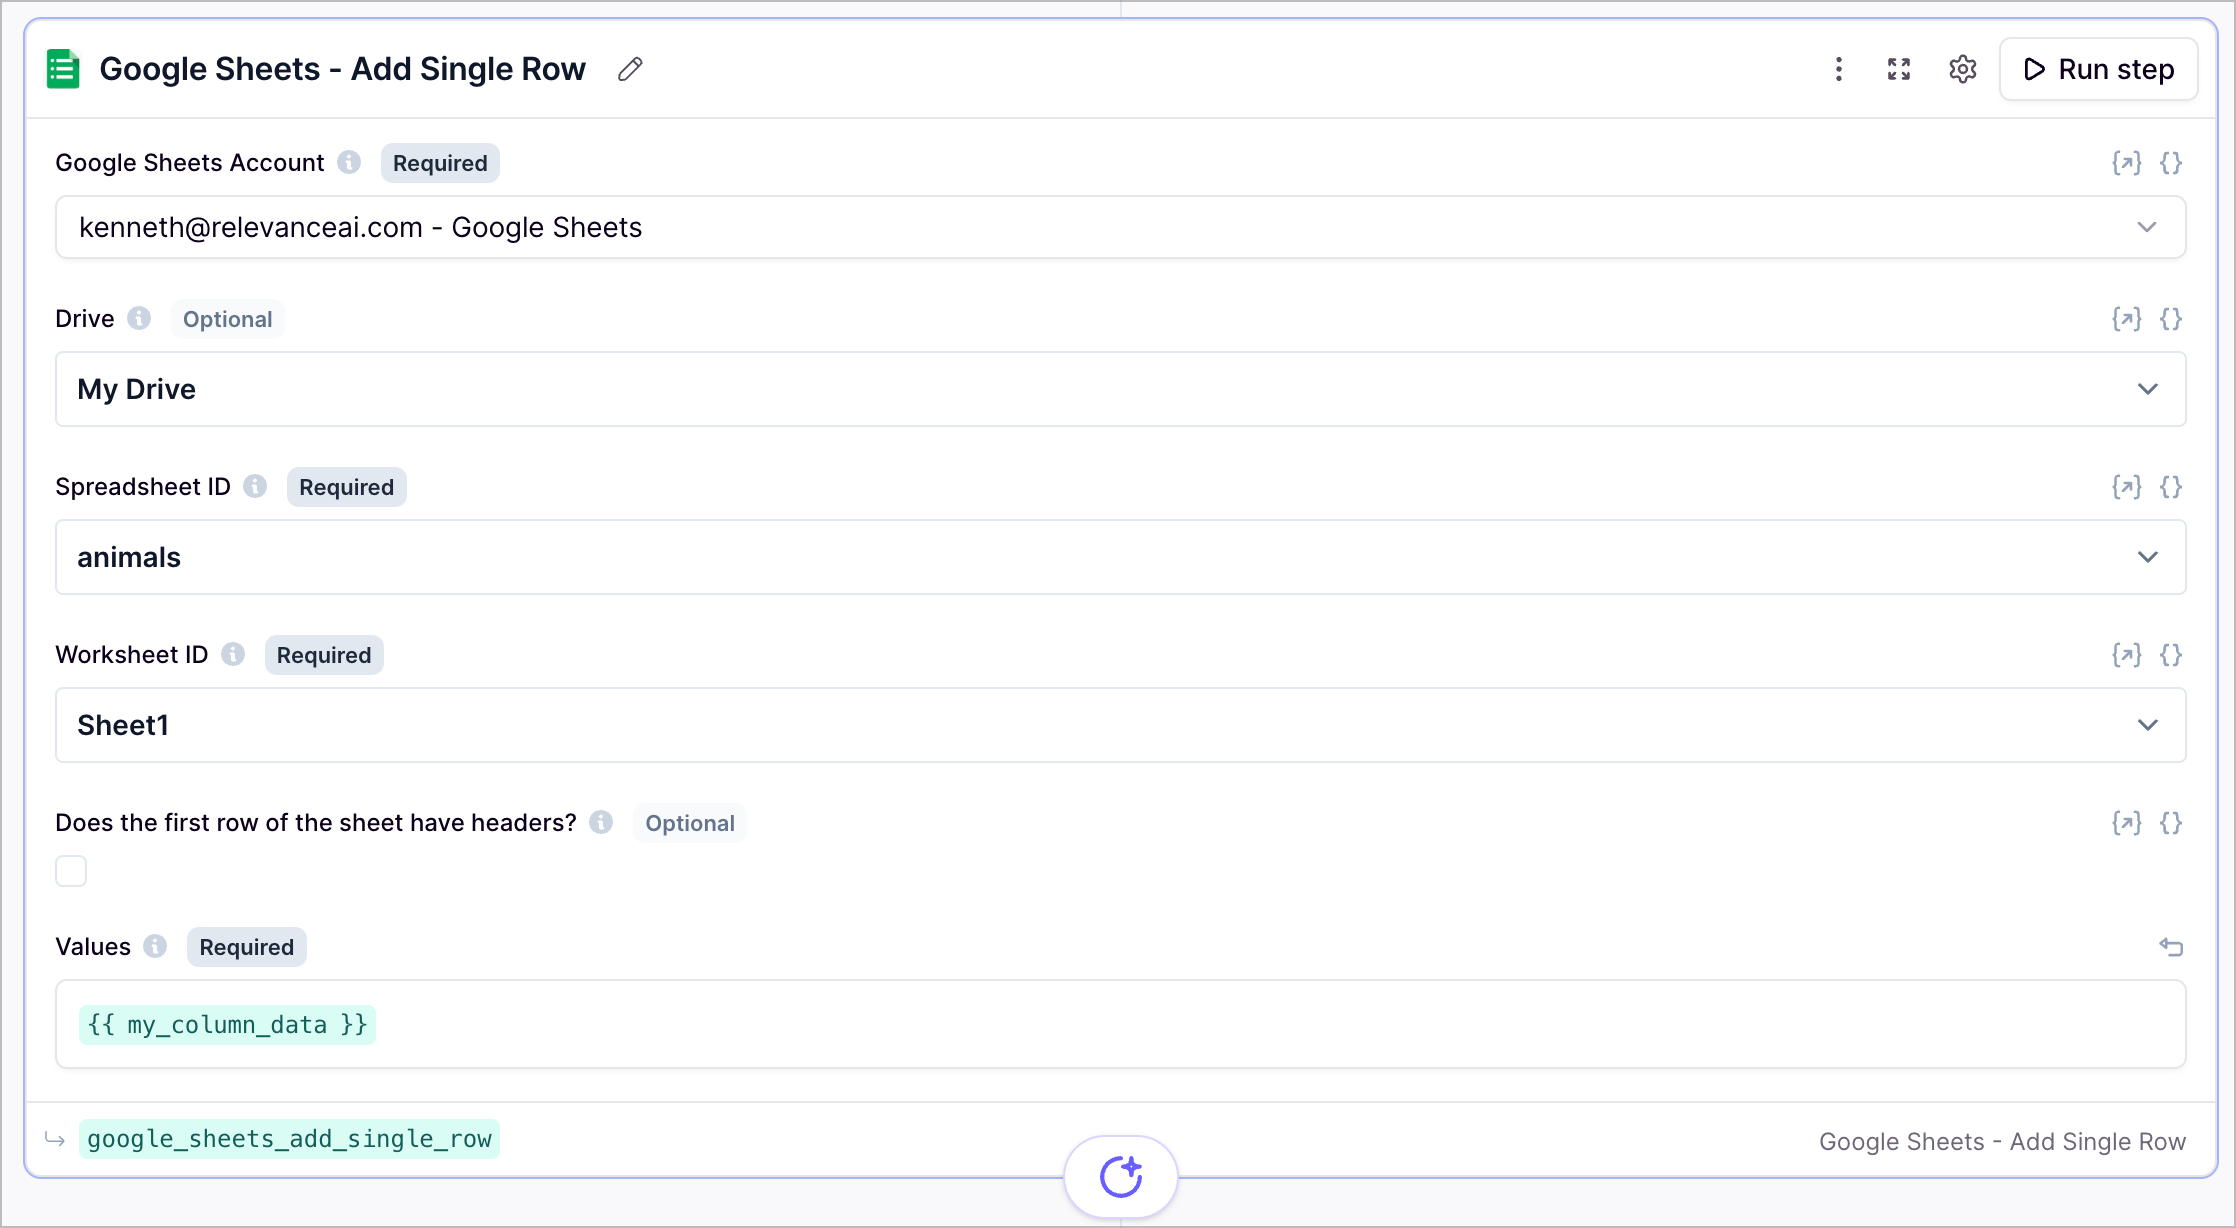 Google Sheets - Add Single Row
Run step
Google Sheets Account Required
kenneth@relevanceai.com - Google Sheets
Drive Optional
My Drive
Spreadsheet ID Required
animals
Worksheet ID Required
Sheet1
Does the first row of the sheet have headers? Optional
Values Required
{{ my_column_data }}
google_sheets_add_single_row
Google Sheets - Add Single Row